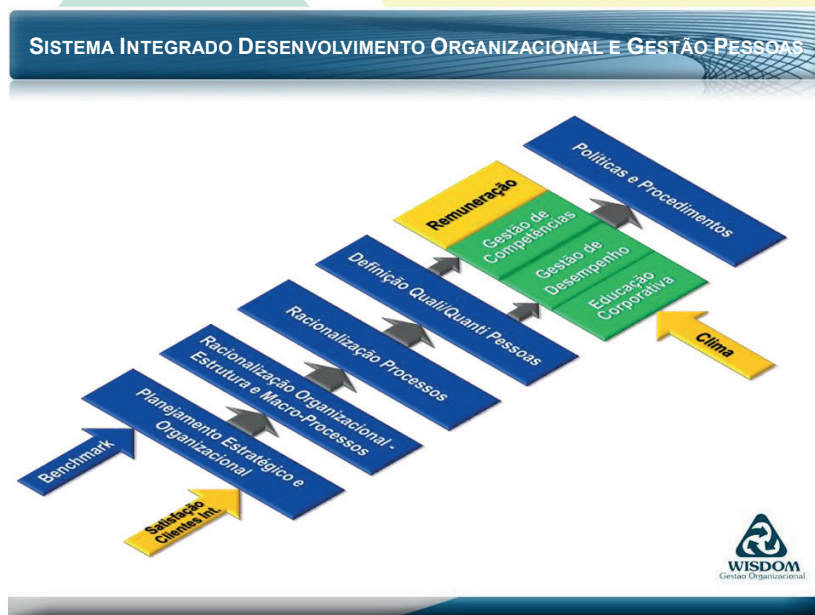 SISTEMA INTEGRADO DESENVOLVIMENTO ORGANIZACIONAL E GESTÃO PESSOAS
Políticas e Procedimentos
Remuneração
Gestão de
Competências
Gestão de
Desempenho
Educação
Corporativa
Clima
Definição Quali/Quanti Pessoas
Racionalização Processos
Racionalização Organizacional -
Estrutura e Macro-Processos
Planejamento Estratégico e
Organizacional
Benchmark
Satisfação
Clientes Int.
WISDOM
Gestão Organizacional